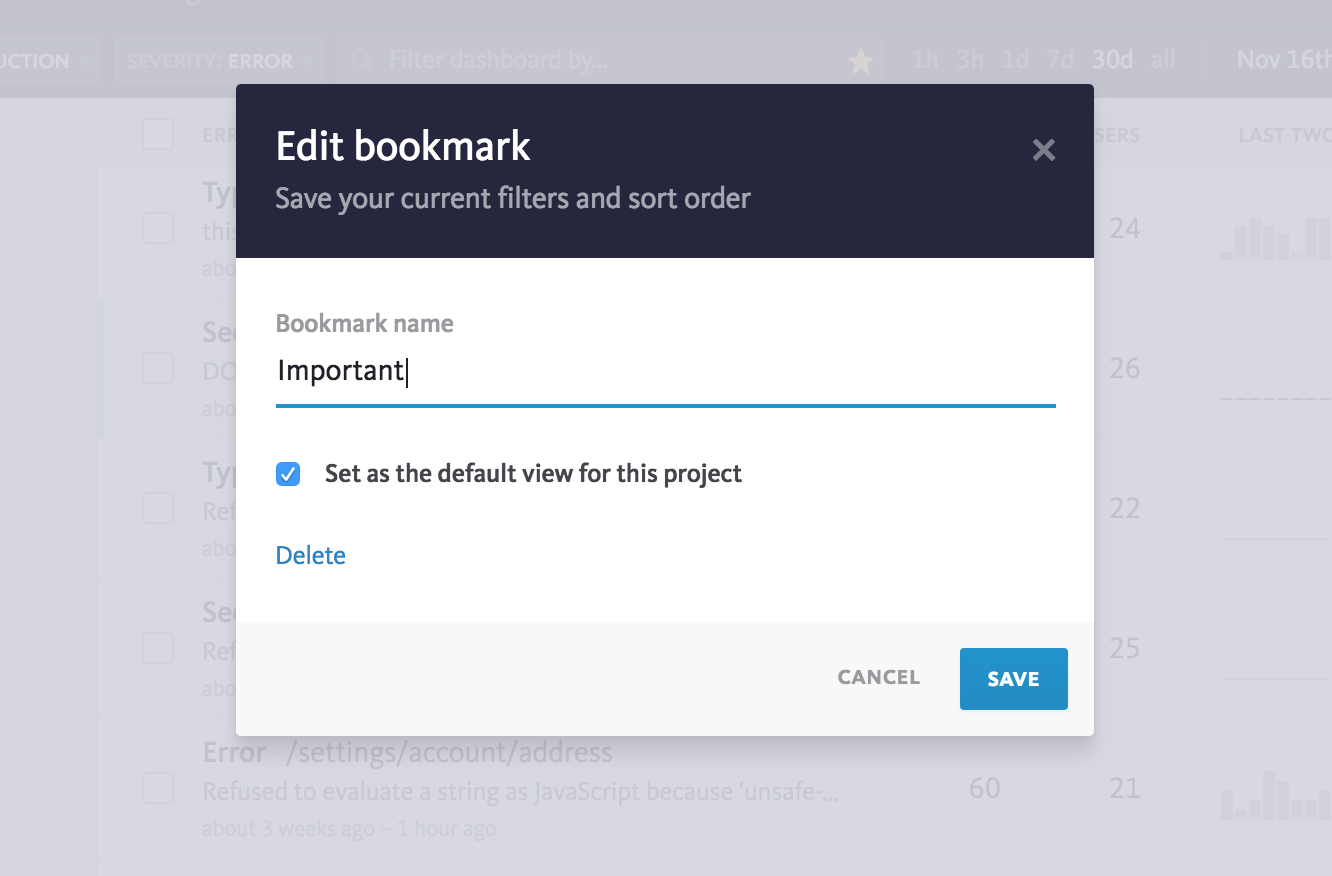 SEVERITY: ERROR × Filter dashboard by... 1h 3h 1d 7d 30d all Nov 16th
Edit bookmark ×
Save your current filters and sort order
LAST TWO
24
Bookmark name
Important
26
Set as the default view for this project
22
Delete
25
CANCEL SAVE
Error /settings/account/address
Refused to evaluate a string as JavaScript because 'unsafe-... 60 21
about 3 weeks ago – 1 hour ago